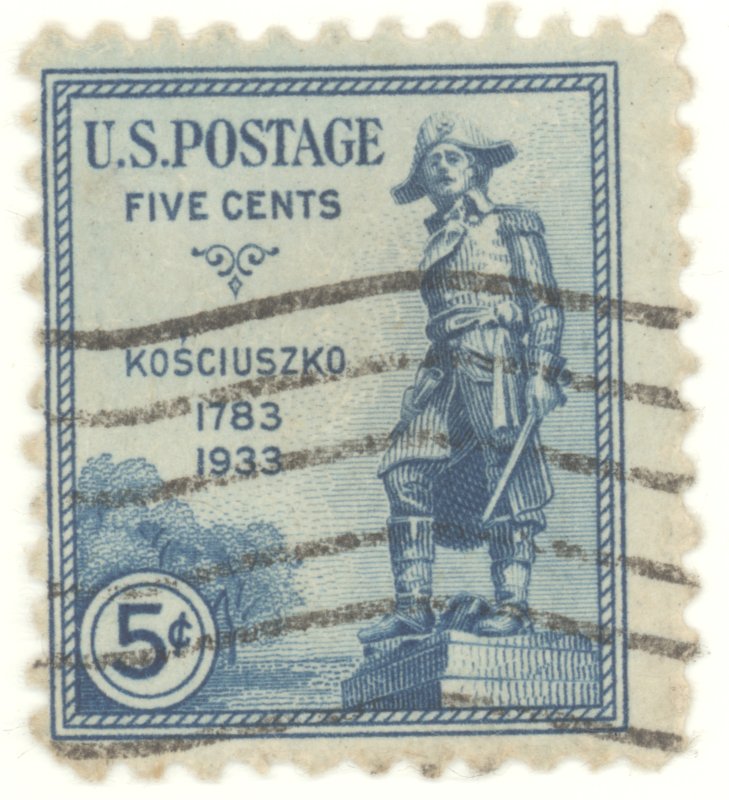 U.S.POSTAGE
FIVE CENTS
KOŚCIUSZKO
1783
1933
5¢